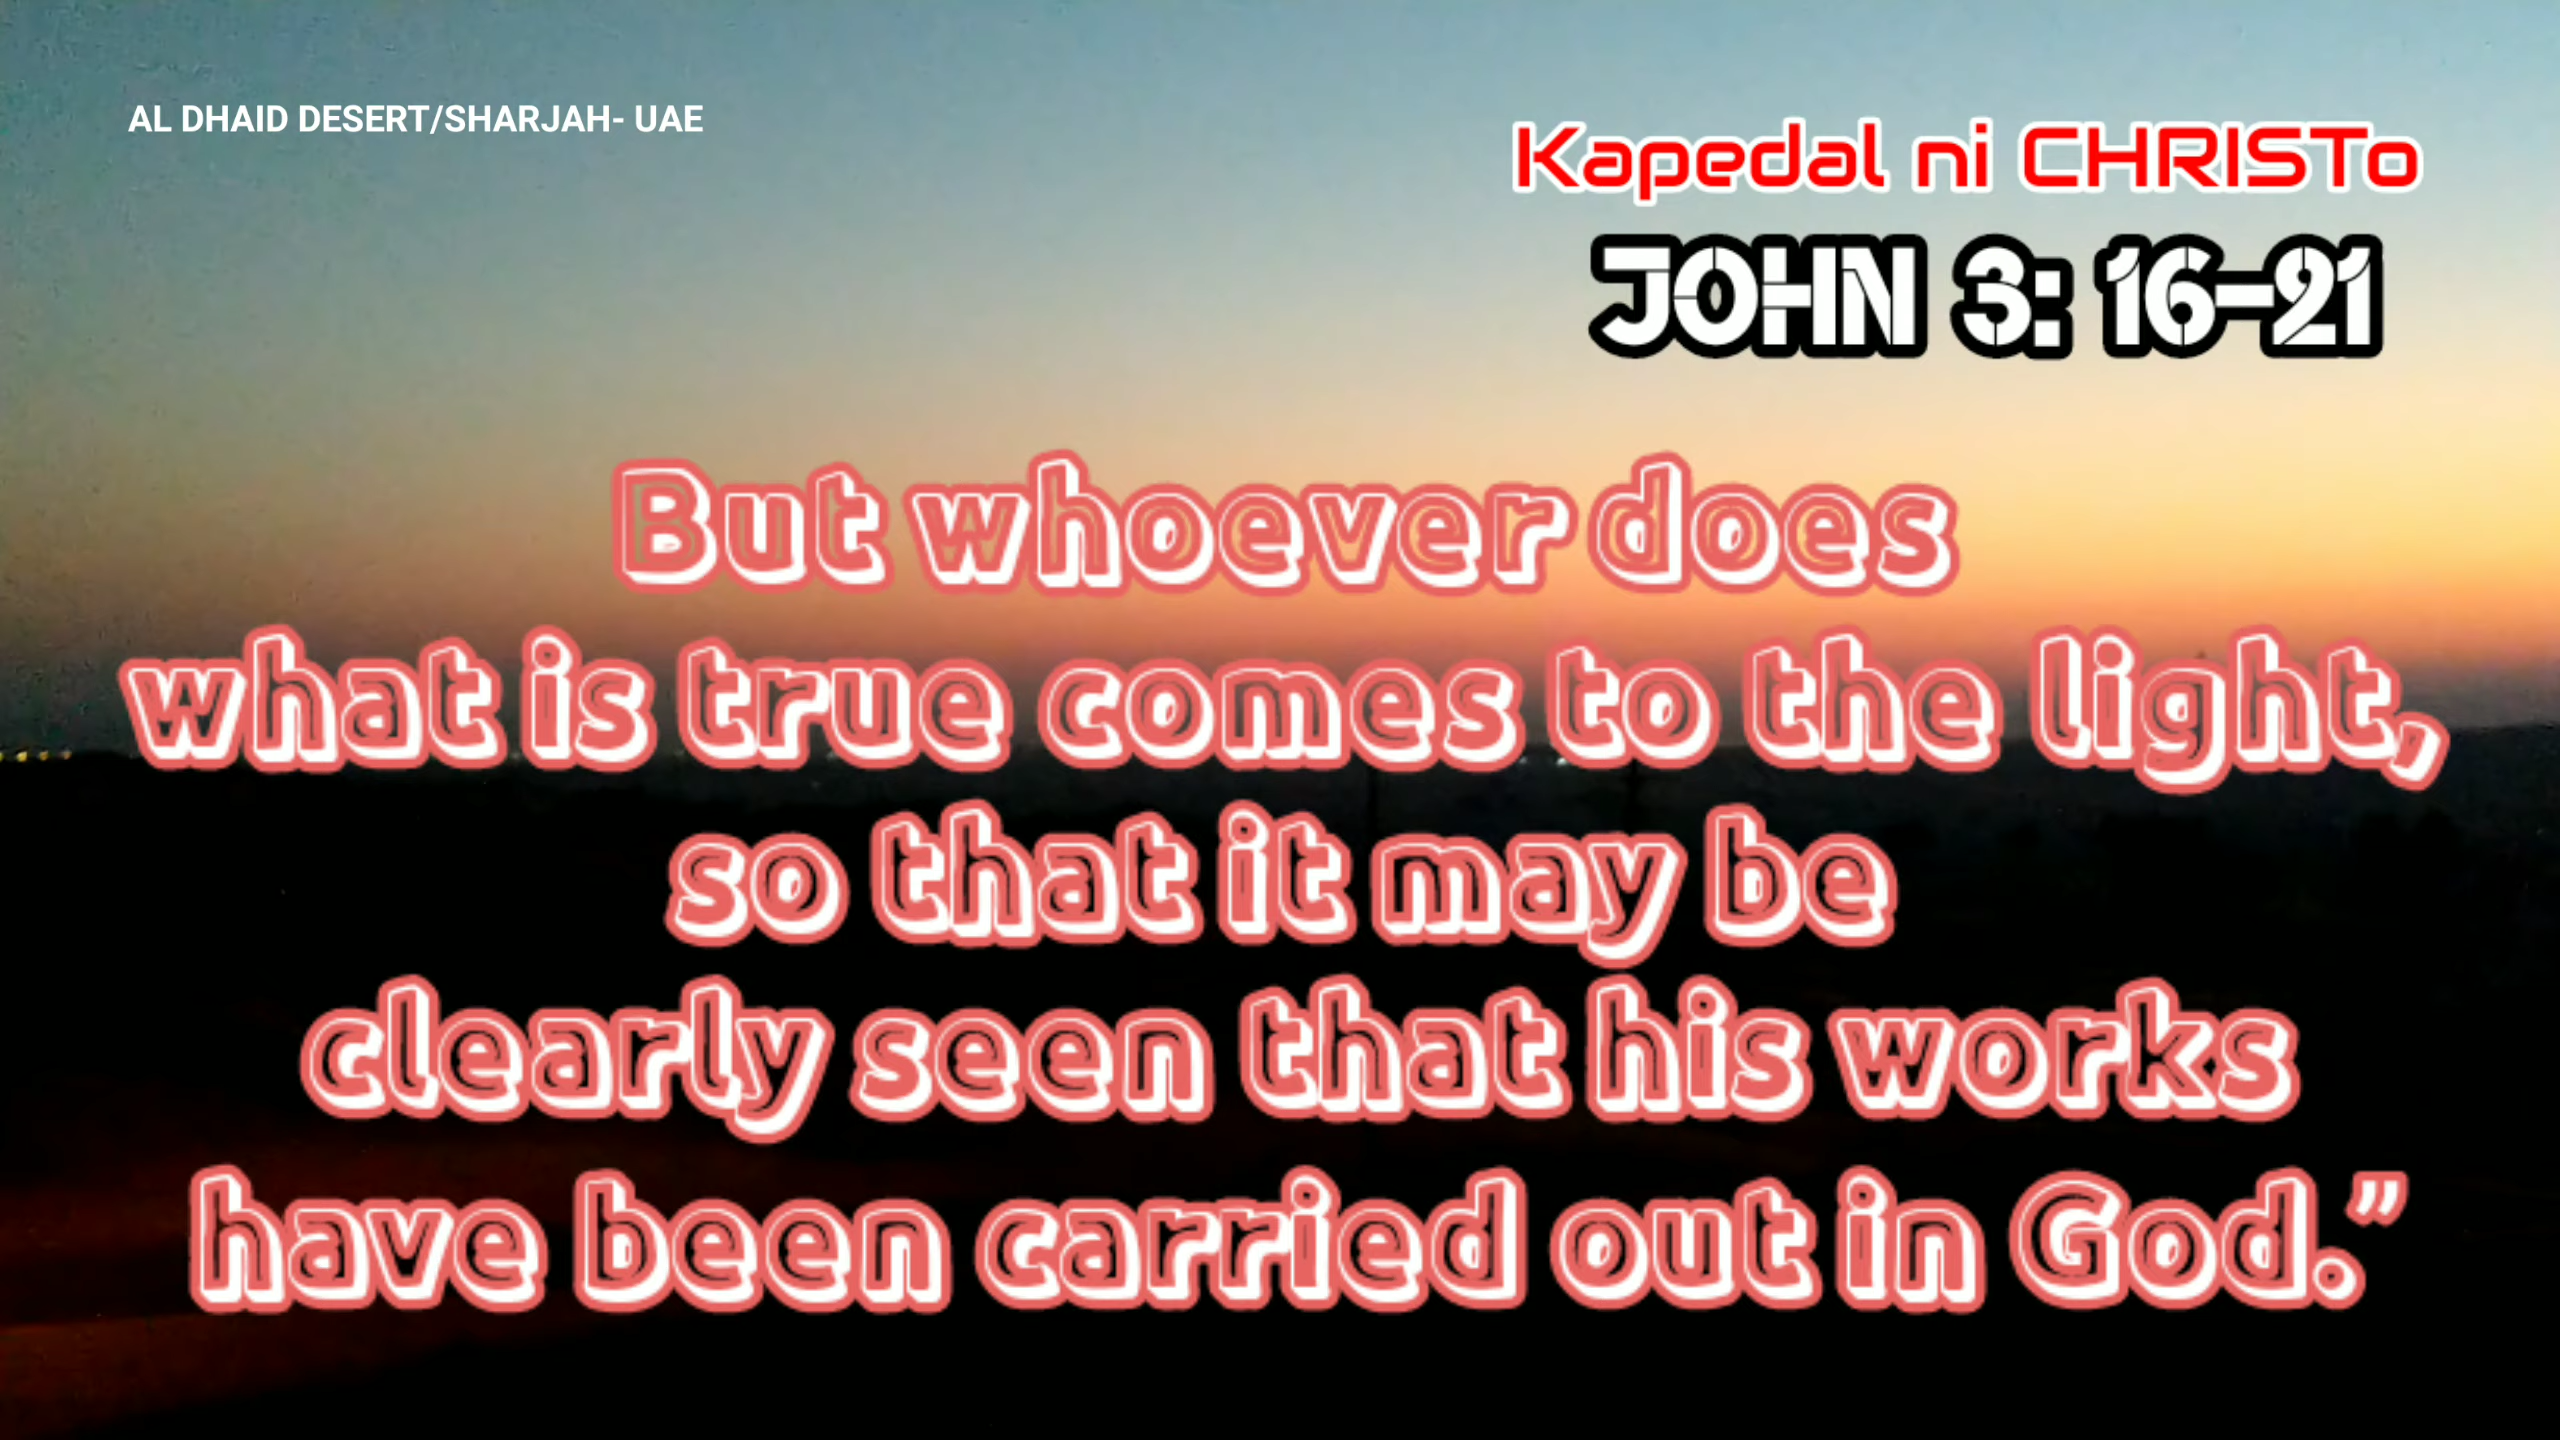 AL DHAID DESERT/SHARJAH- UAE
Kapedal ni CHRISTo
JOHN 3: 16-21
But whoever does
what is true comes to the light,
so that it may be
clearly seen that his works
have been carried out in God.”